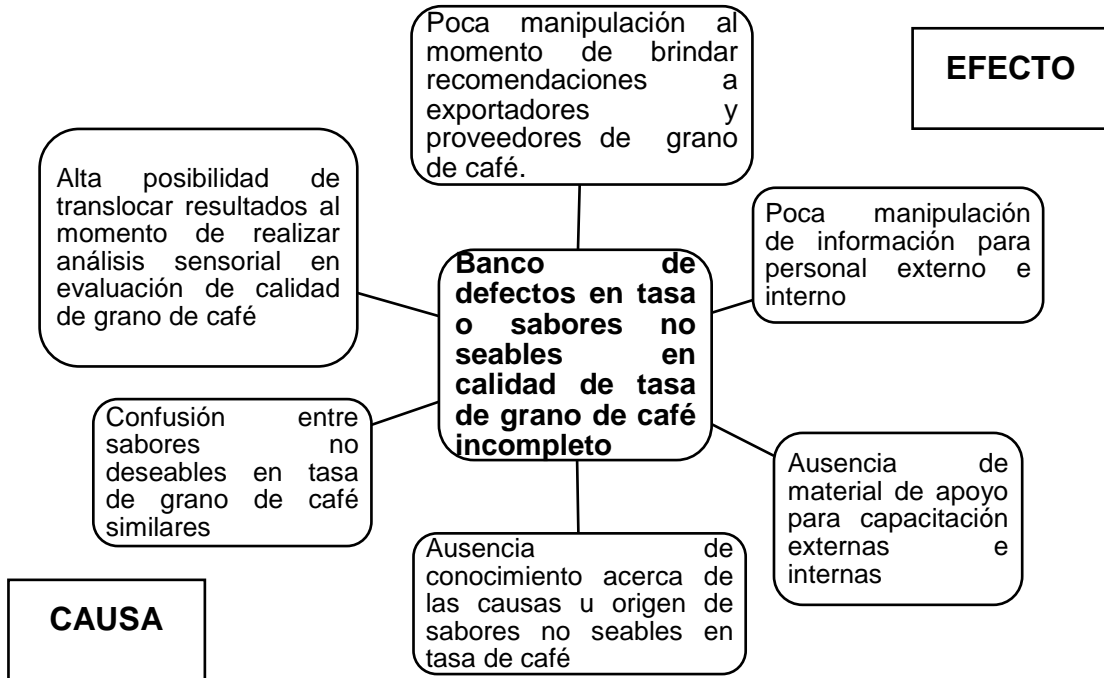 Poca manipulación al
momento de brindar
recomendaciones a
exportadores y
proveedores de grano
de café.
EFECTO
Alta posibilidad de
translocar resultados al
momento de realizar
análisis sensorial en
evaluación de calidad
de grano de café
Poca manipulación
de información para
personal externo e
interno
Banco de
defectos en tasa
o sabores no
seables en
calidad de tasa
de grano de café
incompleto
Confusión entre
sabores no
deseables en tasa
de grano de café
similares
Ausencia de
material de apoyo
para capacitación
externas e
internas
Ausencia de
conocimiento acerca de
las causas u origen de
sabores no seables en
tasa de café
CAUSA